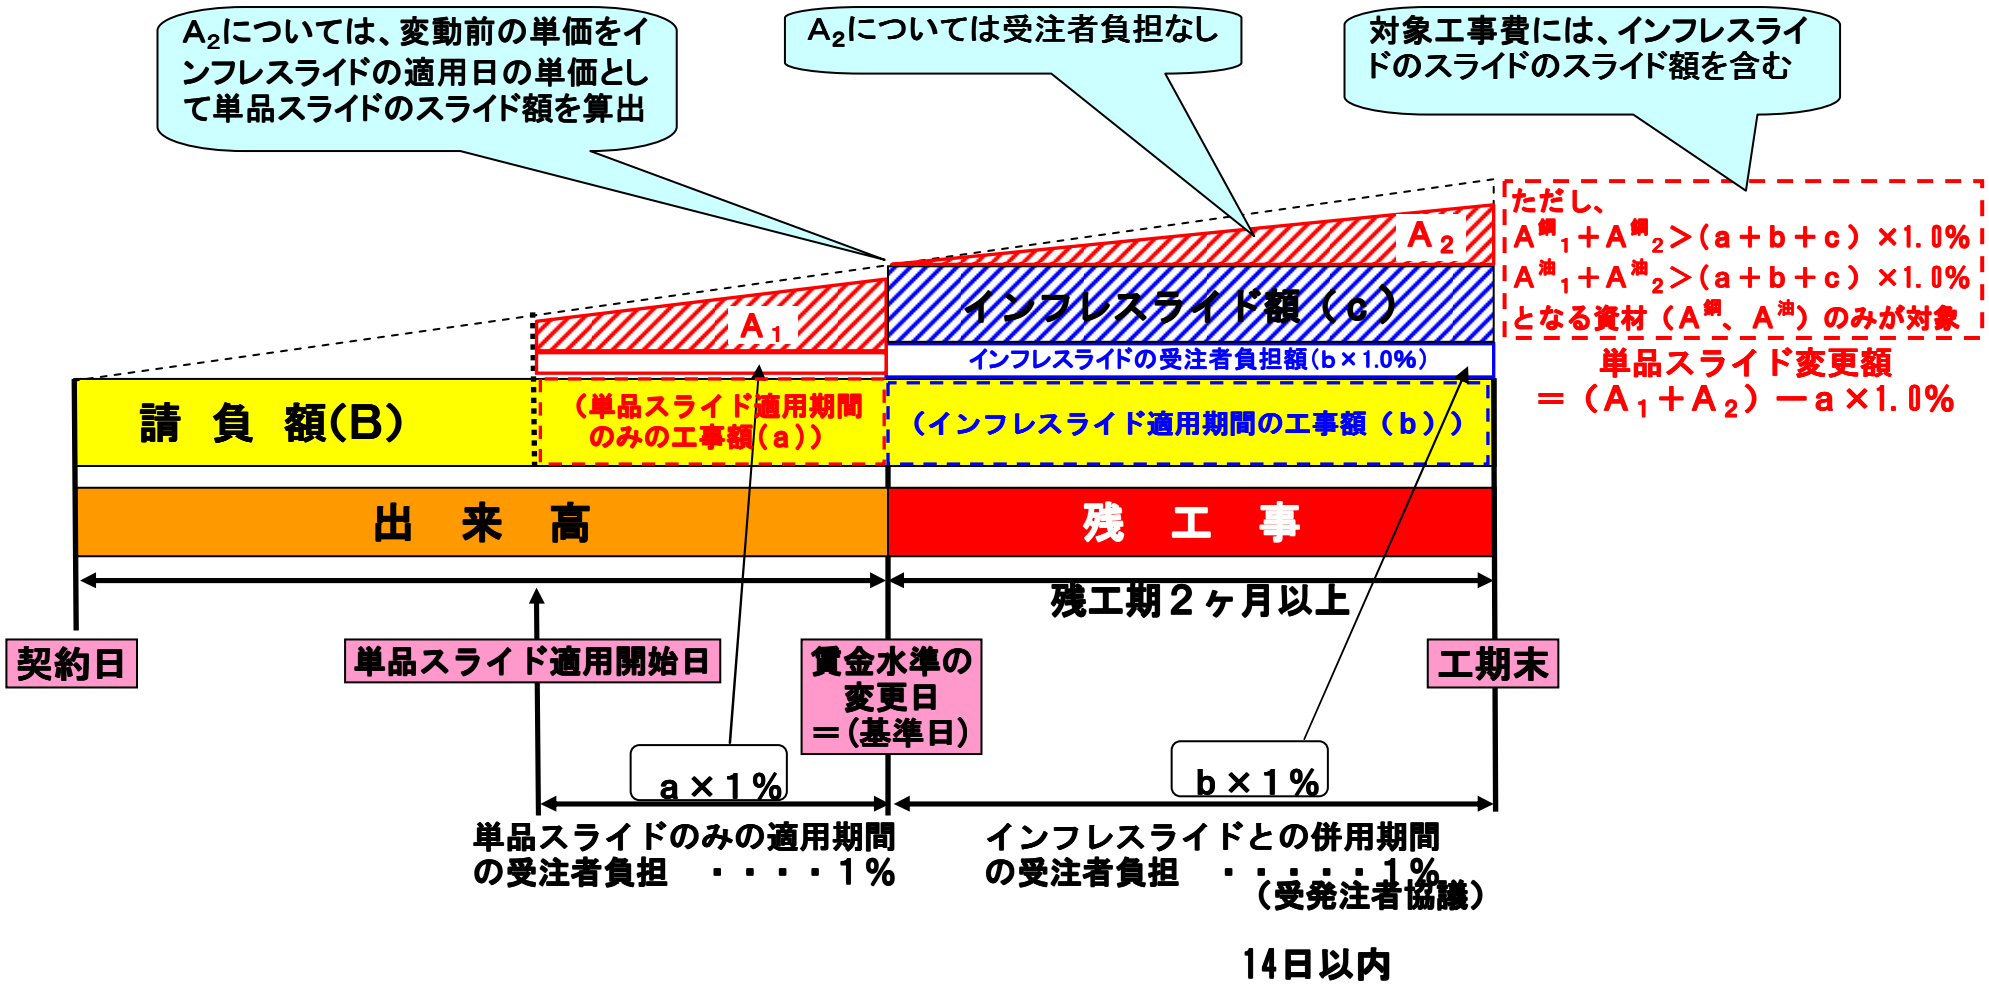 A₂については、変動前の単価をイ
ンフレスライドの適用日の単価とし
て単品スライドのスライド額を算出
A₂については受注者負担なし
対象工事費には、インフレスライ
ドのスライドのスライド額を含む
ただし、
A鋼₁＋A鋼₂＞(a＋b＋c)×1.0%
A油₁＋A油₂＞(a＋b＋c)×1.0%
となる資材（A鋼、A油）のみが対象
単品スライド変更額
＝（A₁＋A₂）－a×1.0%
A₂
インフレスライド額（c）
A₁
インフレスライドの受注者負担額(b×1.0%)
請 負 額(B)
（単品スライド適用期間
のみの工事額(a)）
（インフレスライド適用期間の工事額（b））
出 来 高
残 工 事
残工期２ヶ月以上
契約日
単品スライド適用開始日
賃金水準の
変更日
＝(基準日)
工期末
a×１%
b×１%
単品スライドのみの適用期間
の受注者負担 ・・・・１%
インフレスライドとの併用期間
の受注者負担 ・・・・・１%
（受発注者協議）
14日以内